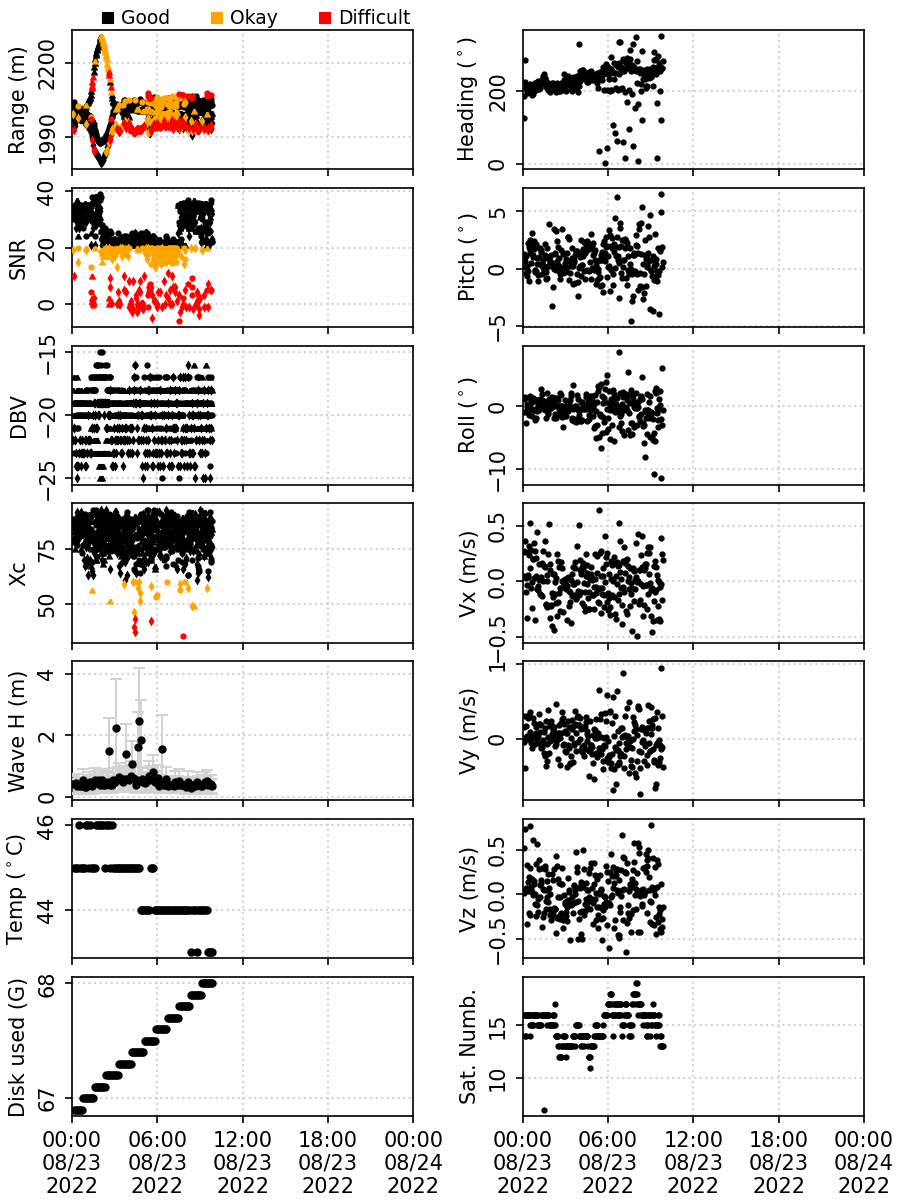 Good Okay Difficult
Range (m)
2200
1990
Heading (°)
200
0
SNR
40
20
0
Pitch (°)
5
0
−5
DBV
−15
−20
−25
Roll (°)
0
−10
Xc
75
50
Vx (m/s)
0.5
0.0
−0.5
Wave H (m)
4
2
0
Vy (m/s)
1
0
Temp (°C)
46
44
Vz (m/s)
0.5
0.0
−0.5
Disk used (G)
68
67
Sat. Numb.
15
10
00:00 06:00 12:00 18:00 00:00
08/23 08/23 08/23 08/23 08/24
2022 2022 2022 2022 2022
00:00 06:00 12:00 18:00 00:00
08/23 08/23 08/23 08/23 08/24
2022 2022 2022 2022 2022